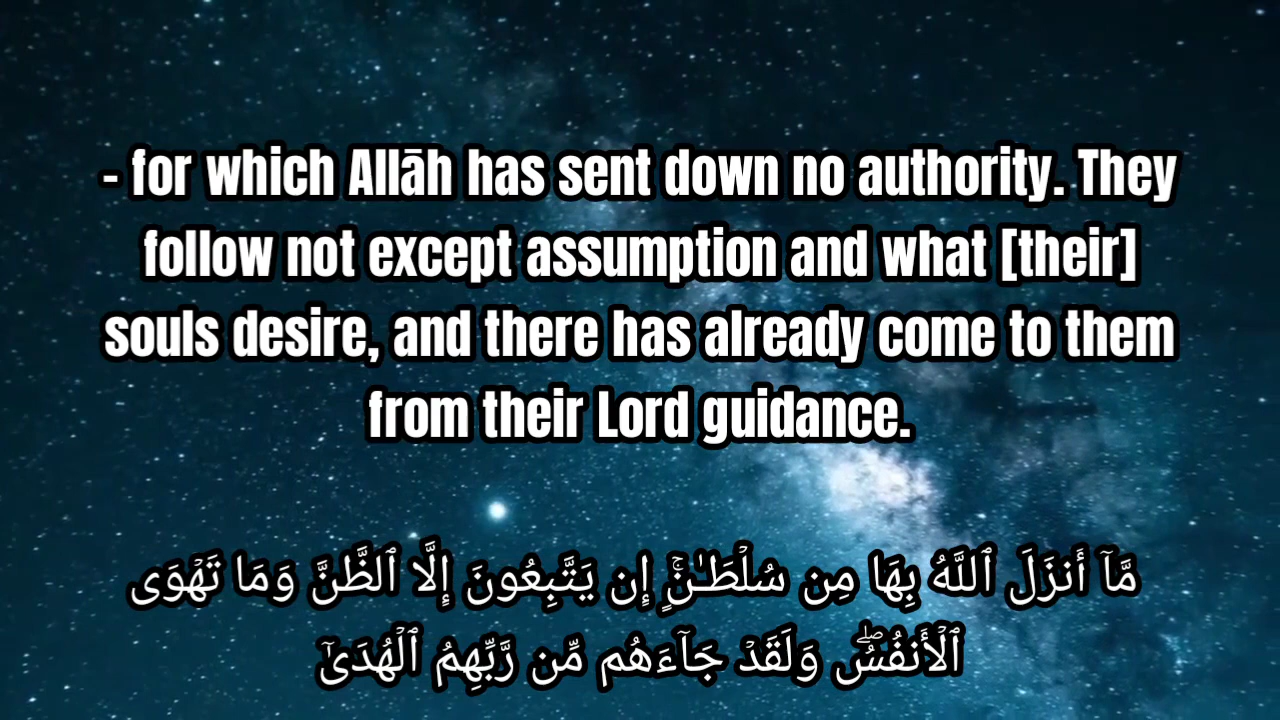 - for which Allāh has sent down no authority. They
follow not except assumption and what [their]
souls desire, and there has already come to them
from their Lord guidance.
مَّآ أَنزَلَ ٱللَّهُ بِهَا مِن سُلْطَـٰنٍۚ إِن يَتَّبِعُونَ إِلَّا ٱلظَّنَّ وَمَا تَهْوَى
ٱلْأَنفُسُۖ وَلَقَدْ جَآءَهُم مِّن رَّبِّهِمُ ٱلْهُدَىٰٓ